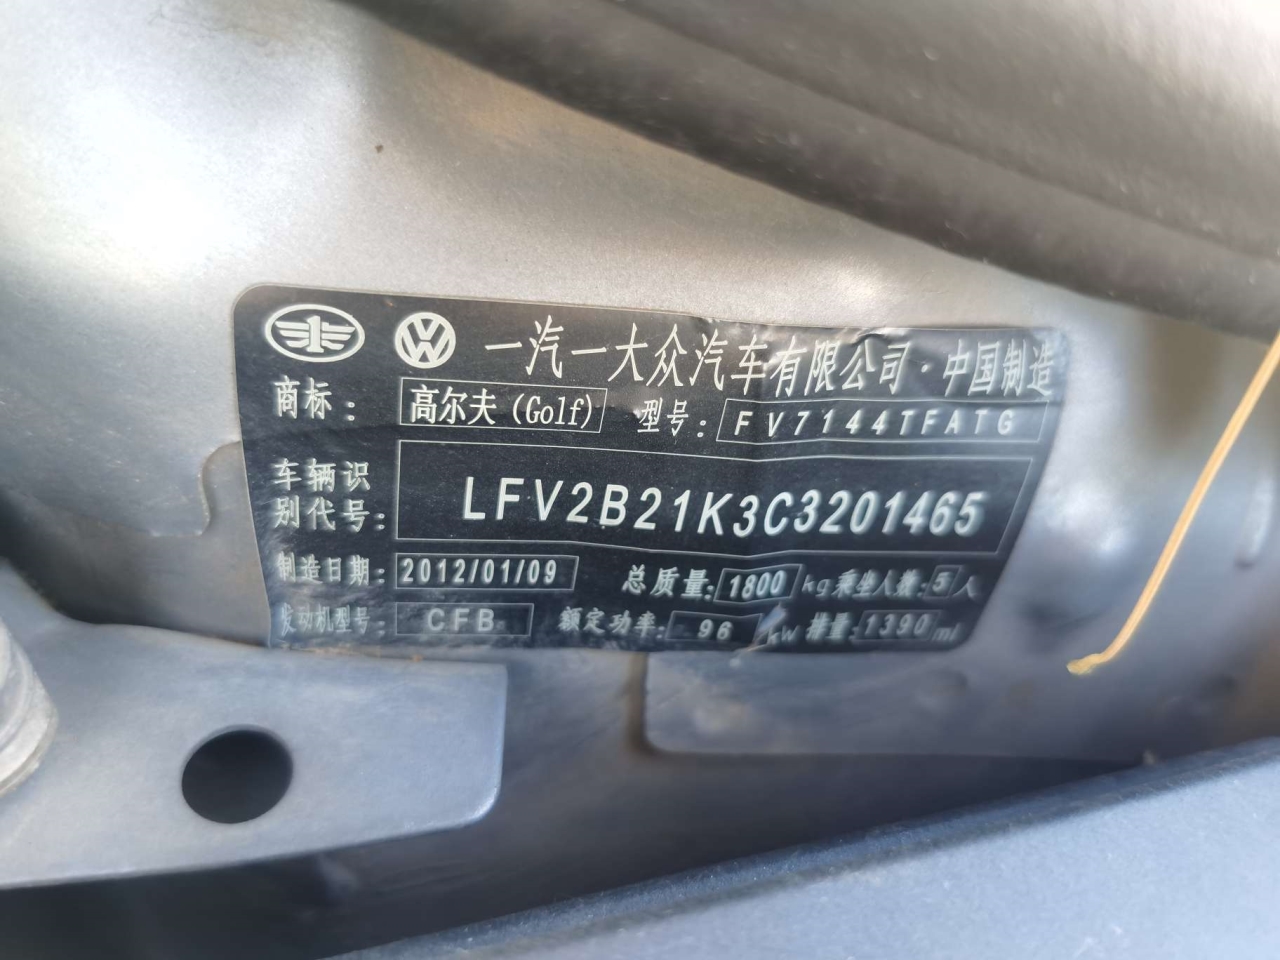 一汽一大众汽车有限公司·中国制造
商标: 高尔夫(Golf) 型号: FV7144TFATG
车辆识
别代号: LFV2B21K3C3201465
制造日期: 2012/01/09 总质量: 1800 kg 乘坐人数: 5 人
发动机型号: CFB 额定功率: 96 kW 排量: 1390 ml